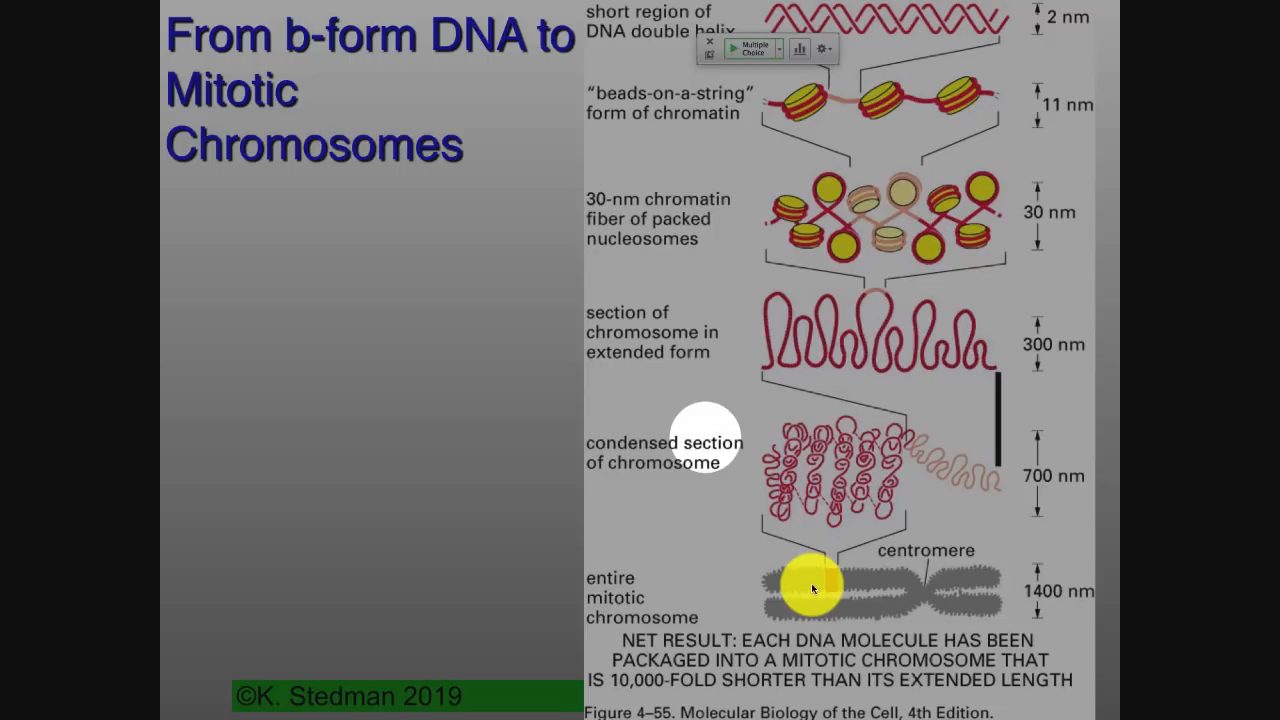 From b-form DNA to
Mitotic
Chromosomes
short region of
DNA double helix
2 nm
Multiple
Choice
"beads-on-a-string"
form of chromatin
11 nm
30-nm chromatin
fiber of packed
nucleosomes
30 nm
section of
chromosome in
extended form
300 nm
condensed section
of chromosome
700 nm
centromere
entire
mitotic
chromosome
1400 nm
NET RESULT: EACH DNA MOLECULE HAS BEEN
PACKAGED INTO A MITOTIC CHROMOSOME THAT
IS 10,000-FOLD SHORTER THAN ITS EXTENDED LENGTH
©K. Stedman 2019
Figure 4–55. Molecular Biology of the Cell, 4th Edition.